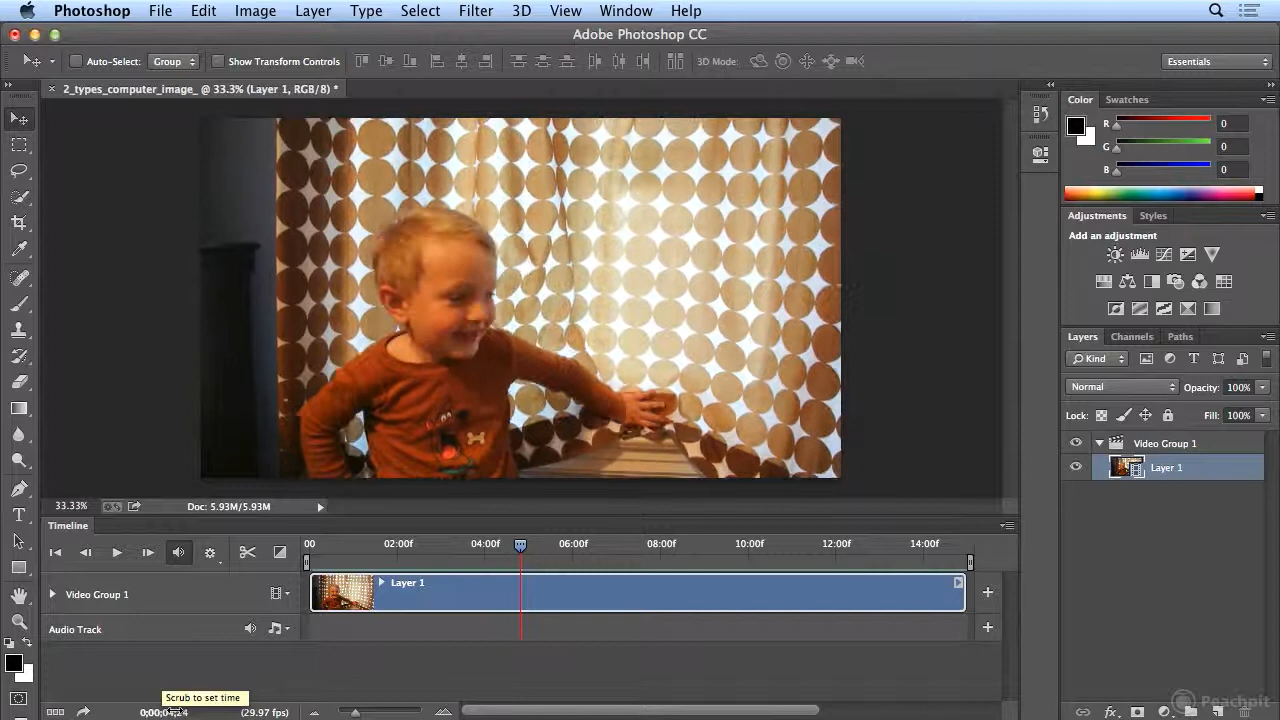 Photoshop File Edit Image Layer Type Select Filter 3D View Window Help
Adobe Photoshop CC
Auto-Select: Group Show Transform Controls 3D Mode: Essentials
2_types_computer_image_ @ 33.3% (Layer 1, RGB/8) *
Color Swatches
R 0
G 0
B 0
Adjustments Styles
Add an adjustment
Layers Channels Paths
Kind
Normal Opacity: 100%
Lock: Fill: 100%
Video Group 1
Layer 1
33.33% Doc: 5.93M/5.93M
Timeline
00 02:00f 04:00f 06:00f 08:00f 10:00f 12:00f 14:00f
Layer 1
Video Group 1
Audio Track
Scrub to set time
(29.97 fps)
Peachpit